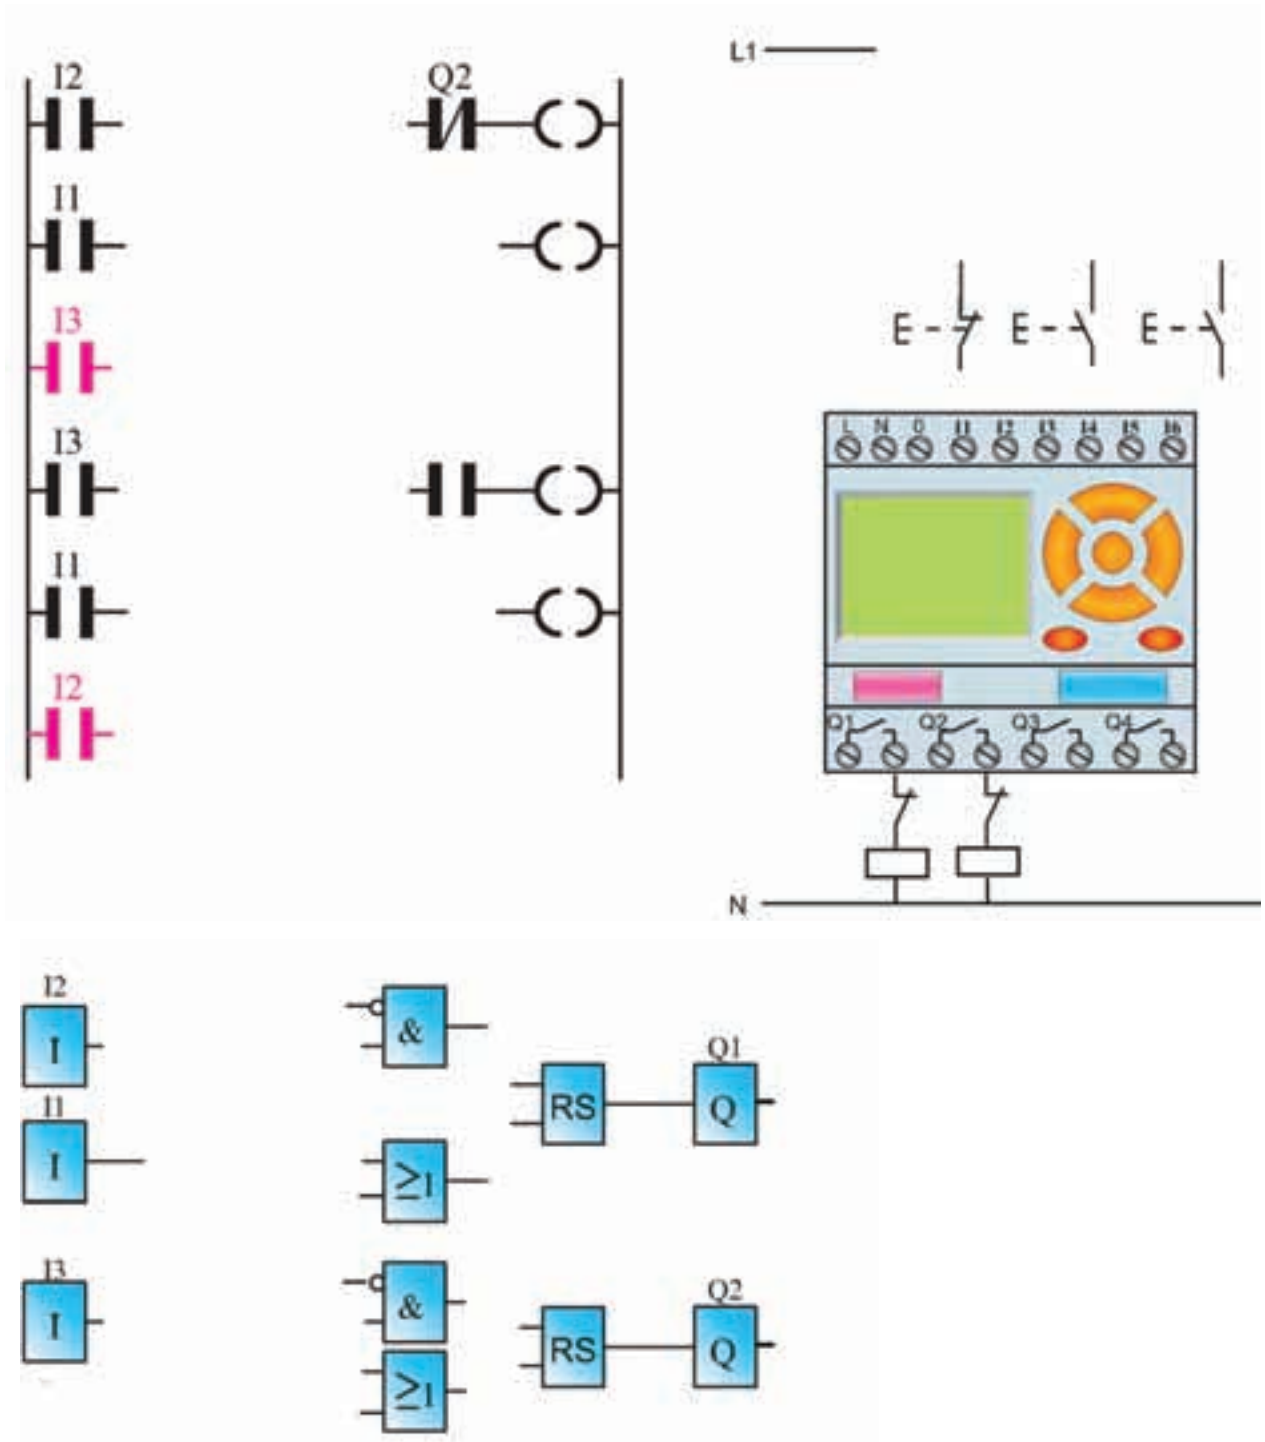 I2
Q2
I1
I3
I3
I1
I2
L1
E E E
L N 0 I1 I2 I3 I4 I5 I6
Q1 Q2 Q3 Q4
N
I2
I
I1
I
I3
I
&
≥1
&
≥1
RS
Q1
Q
RS
Q2
Q